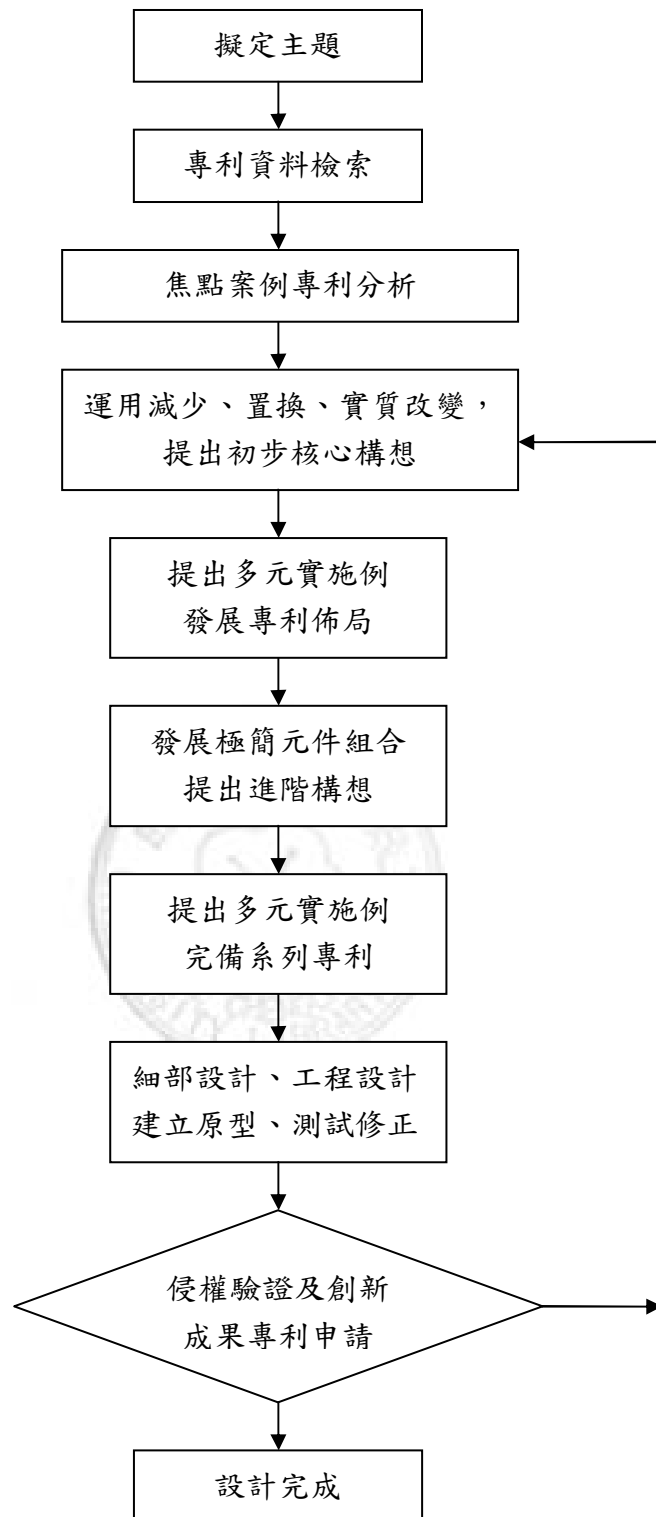 擬定主題
專利資料檢索
焦點案例專利分析
運用減少、置換、實質改變，
提出初步核心構想
提出多元實施例
發展專利佈局
發展極簡元件組合
提出進階構想
提出多元實施例
完備系列專利
細部設計、工程設計
建立原型、測試修正
侵權驗證及創新
成果專利申請
設計完成